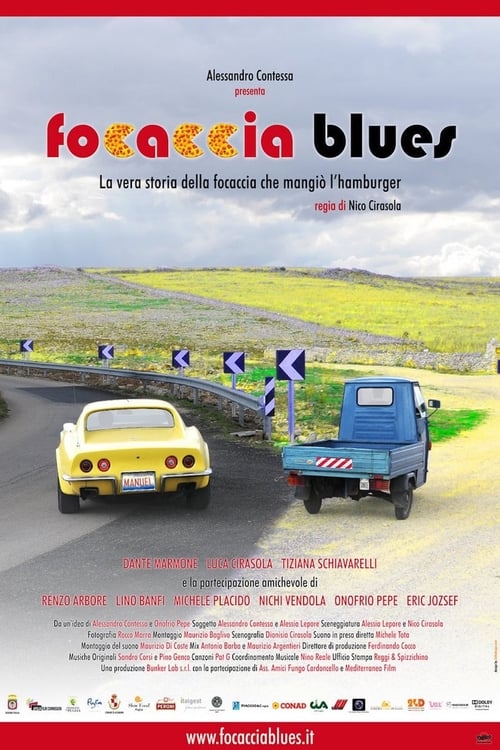 Alessandro Contessa
presenta
focaccia blues
La vera storia della focaccia che mangiò l'hamburger
regia di Nico Cirasola
MANUEL
DANTE MARMONE LUCA CIRASOLA TIZIANA SCHIAVARELLI
e la partecipazione amichevole di
RENZO ARBORE LINO BANFI MICHELE PLACIDO NICHI VENDOLA ONOFRIO PEPE ERIC JOZSEF
Da un'idea di Alessandro Contessa e Onofrio Pepe Soggetto Alessandro Contessa e Alessio Lepore Sceneggiatura Alessia Lepore e Nico Cirasola
Fotografia Rocco Marra Montaggio Maurizio Baglivo Scenografia Dionisia Cirasola Suono in presa diretta Michele Tota
Montaggio del suono Maurizio Di Caste Mix Antonio Barba e Maurizio Argentieri Direttore di produzione Ferdinando Cocco
Musiche Originali Sandro Corsi e Pino Genco Canzoni Pat G Coordinamento Musicale Nino Reale Ufficio Stampa Reggi & Spizzichino
Una produzione Bunker Lab s.r.l. con la partecipazione di Ass. Amici Fungo Cardoncello e Mediterranea Film
PERONI CONAD CIA DOLBY
www.focacciablues.it